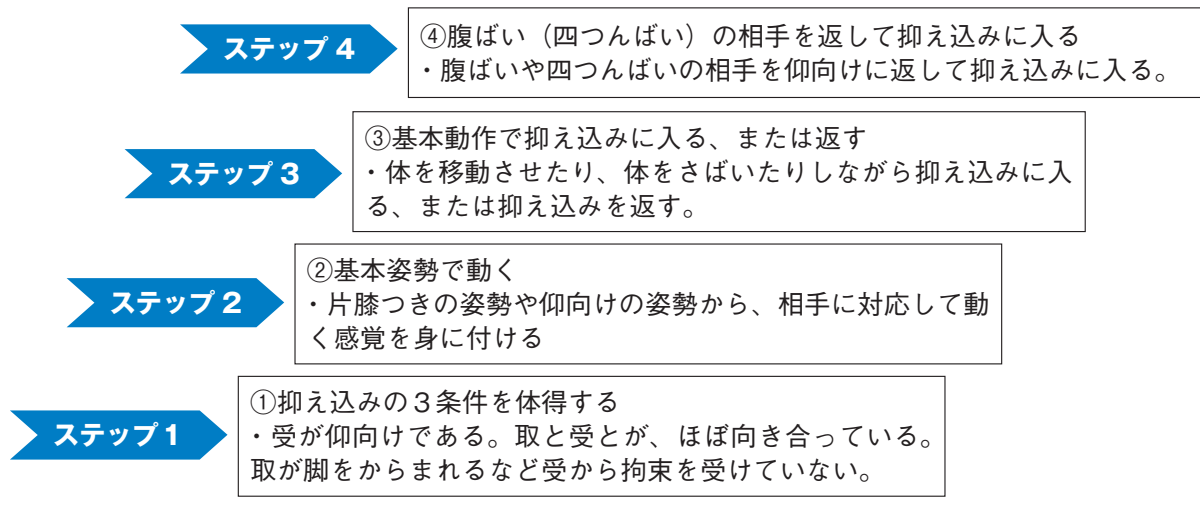 ステップ 4
④腹ばい（四つんばい）の相手を返して抑え込みに入る
・腹ばいや四つんばいの相手を仰向けに返して抑え込みに入る。
ステップ 3
③基本動作で抑え込みに入る、または返す
・体を移動させたり、体をさばいたりしながら抑え込みに入
る、または抑え込みを返す。
ステップ 2
②基本姿勢で動く
・片膝つきの姿勢や仰向けの姿勢から、相手に対応して動
く感覚を身に付ける
ステップ 1
①抑え込みの３条件を体得する
・受が仰向けである。取と受とが、ほぼ向き合っている。
取が脚をからまれるなど受から拘束を受けていない。